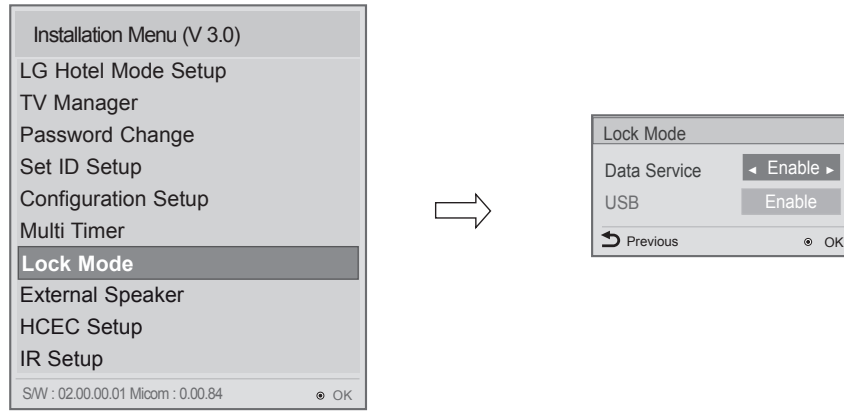 Installation Menu (V 3.0)
LG Hotel Mode Setup
TV Manager
Password Change
Set ID Setup
Configuration Setup
Multi Timer
Lock Mode
External Speaker
HCEC Setup
IR Setup
S/W : 02.00.00.01 Micom : 0.00.84 ◉ OK
Lock Mode
Data Service ◂ Enable ▸
USB Enable
Previous ◉ OK